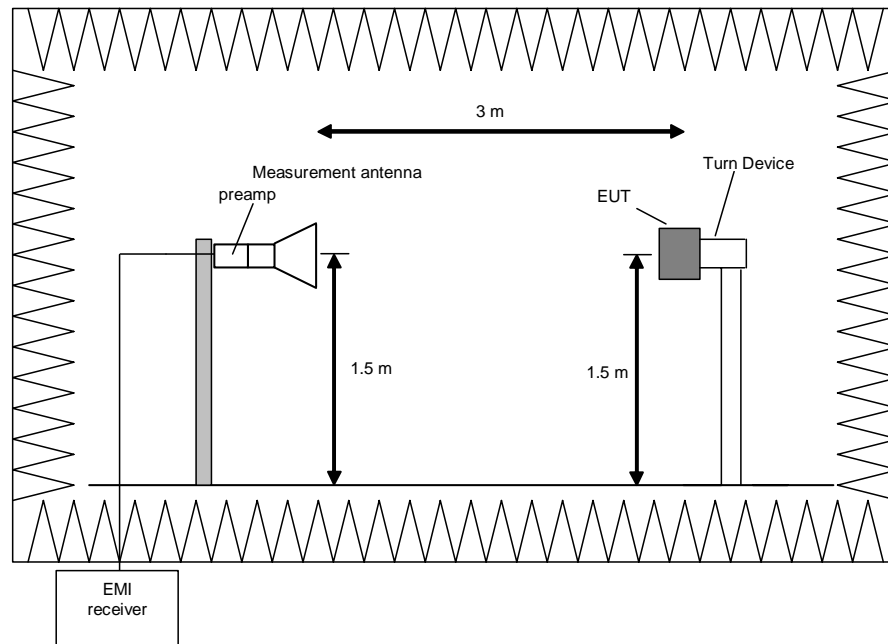 3 m
Measurement antenna
preamp
Turn Device
EUT
1.5 m
1.5 m
EMI
receiver